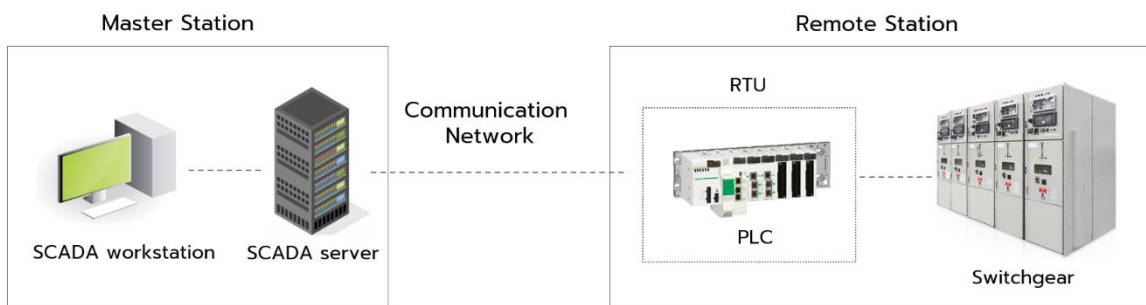 Master Station
Remote Station
Communication
Network
RTU
PLC
SCADA workstation
SCADA server
Switchgear